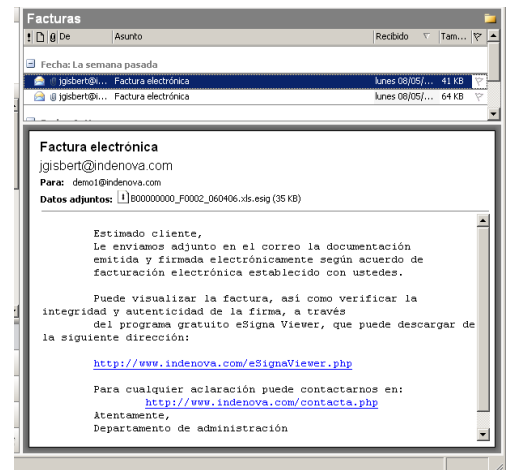 Facturas
! De Asunto Recibido Tam...
Fecha: La semana pasada
jgisbert@i... Factura electrónica lunes 08/05/... 41 KB
jgisbert@i... Factura electrónica lunes 08/05/... 64 KB
Factura electrónica
jgisbert@indenova.com
Para: demo1@indenova.com
Datos adjuntos: B00000000_F0002_060406.xls.esig (35 KB)
Estimado cliente,
Le enviamos adjunto en el correo la documentación
emitida y firmada electrónicamente según acuerdo de
facturación electrónica establecido con ustedes.
Puede visualizar la factura, así como verificar la
integridad y autenticidad de la firma, a través
del programa gratuito eSigna Viewer, que puede descargar de
la siguiente dirección:
http://www.indenova.com/eSignaViewer.php
Para cualquier aclaración puede contactarnos en:
http://www.indenova.com/contacta.php
Atentamente,
Departamento de administración